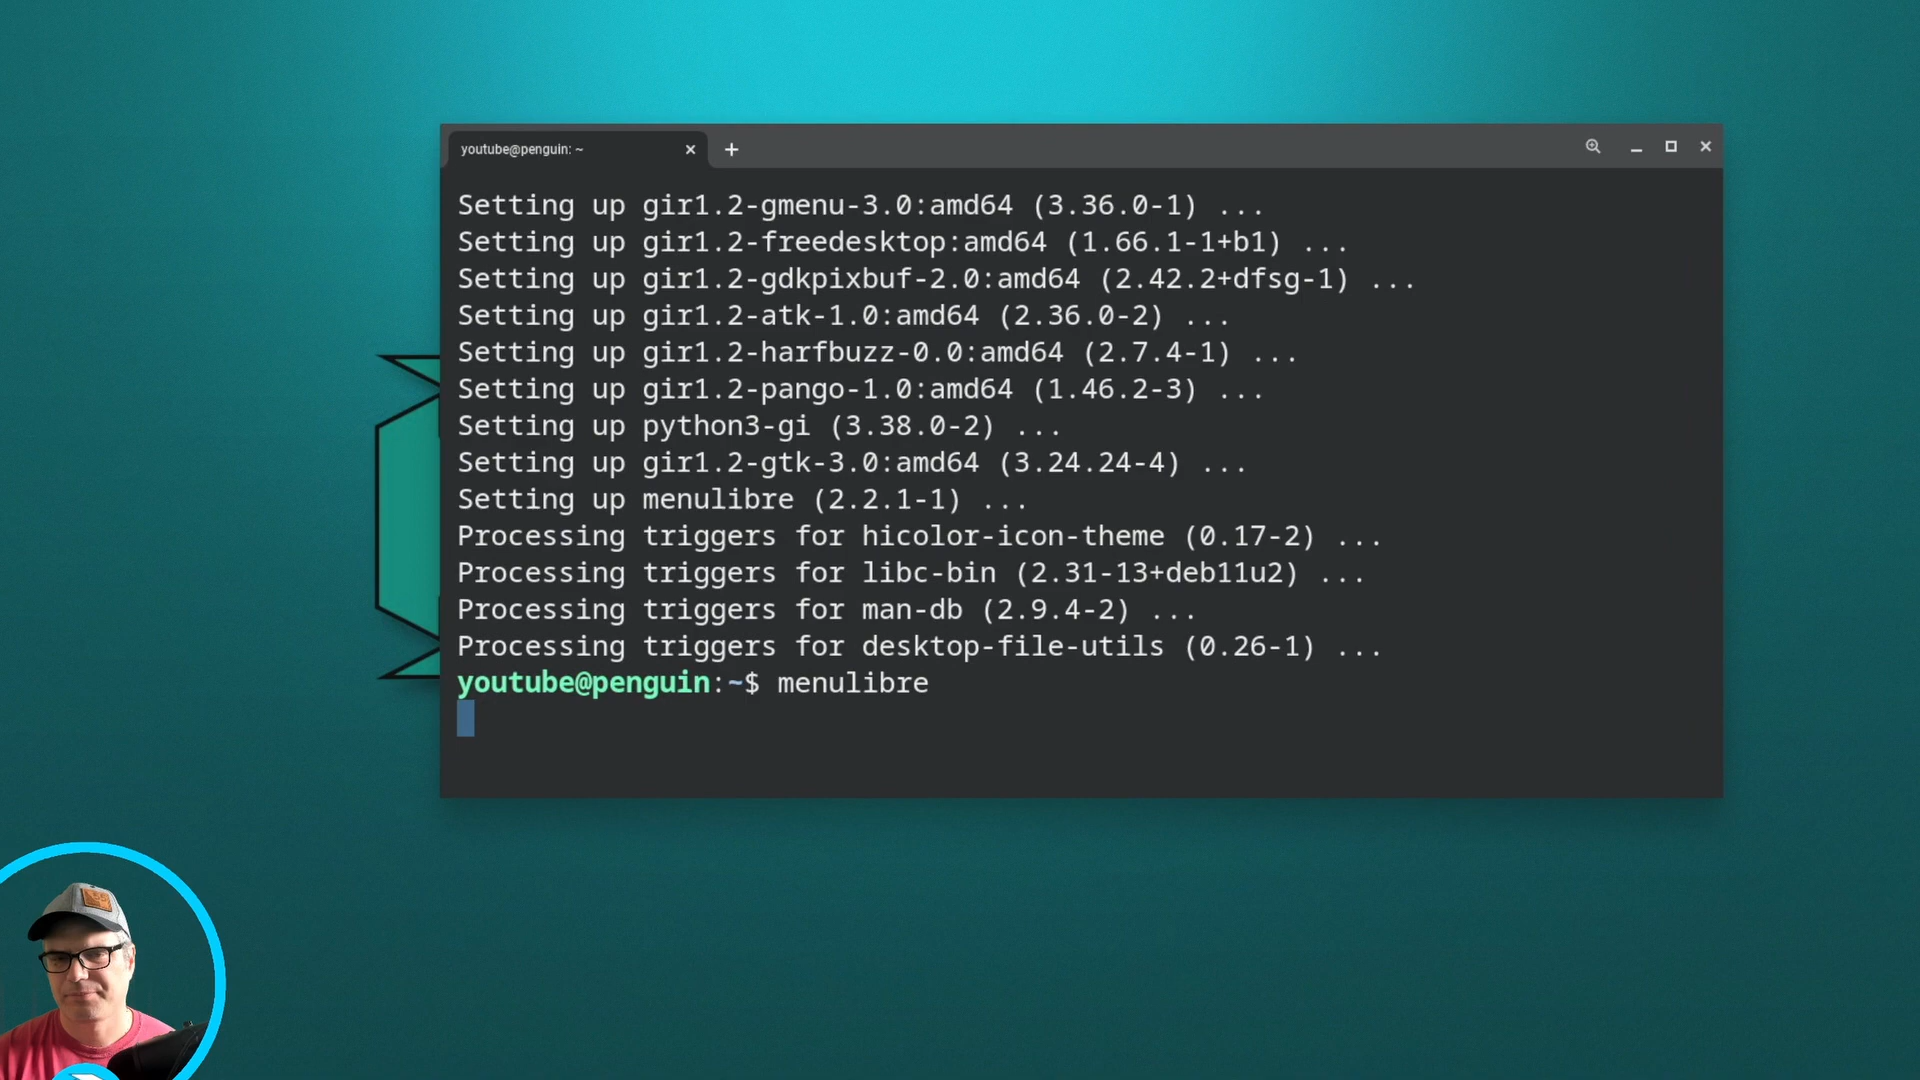 youtube@penguin: ~
Setting up gir1.2-gmenu-3.0:amd64 (3.36.0-1) ...
Setting up gir1.2-freedesktop:amd64 (1.66.1-1+b1) ...
Setting up gir1.2-gdkpixbuf-2.0:amd64 (2.42.2+dfsg-1) ...
Setting up gir1.2-atk-1.0:amd64 (2.36.0-2) ...
Setting up gir1.2-harfbuzz-0.0:amd64 (2.7.4-1) ...
Setting up gir1.2-pango-1.0:amd64 (1.46.2-3) ...
Setting up python3-gi (3.38.0-2) ...
Setting up gir1.2-gtk-3.0:amd64 (3.24.24-4) ...
Setting up menulibre (2.2.1-1) ...
Processing triggers for hicolor-icon-theme (0.17-2) ...
Processing triggers for libc-bin (2.31-13+deb11u2) ...
Processing triggers for man-db (2.9.4-2) ...
Processing triggers for desktop-file-utils (0.26-1) ...
youtube@penguin:~$ menulibre